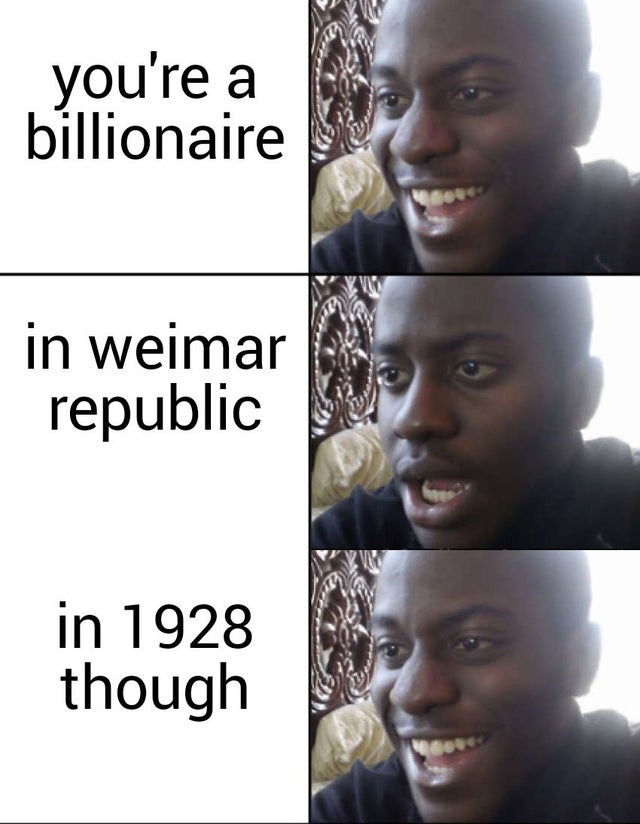 you're a
billionaire
in weimar
republic
in 1928
though